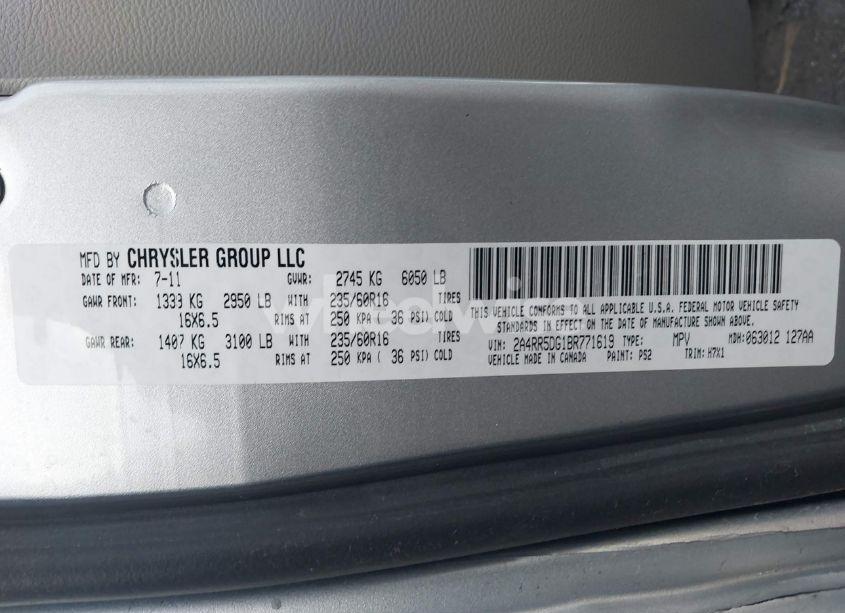 MFD BY CHRYSLER GROUP LLC
DATE OF MFR: 7-11 GVWR: 2745 KG 6050 LB
GAWR FRONT: 1339 KG 2950 LB WITH 235/60R16 TIRES
16X6.5 RIMS AT 250 KPA ( 36 PSI) COLD
GAWR REAR: 1407 KG 3100 LB WITH 235/60R16 TIRES
16X6.5 RIMS AT 250 KPA ( 36 PSI) COLD
THIS VEHICLE CONFORMS TO ALL APPLICABLE U.S.A. FEDERAL MOTOR VEHICLE SAFETY
STANDARDS IN EFFECT ON THE DATE OF MANUFACTURE SHOWN ABOVE.
VIN: 2A4RR5DG1BR771619 TYPE: MPV MDH: 063012 127AA
VEHICLE MADE IN CANADA PAINT: PS2 TRIM: H7X1